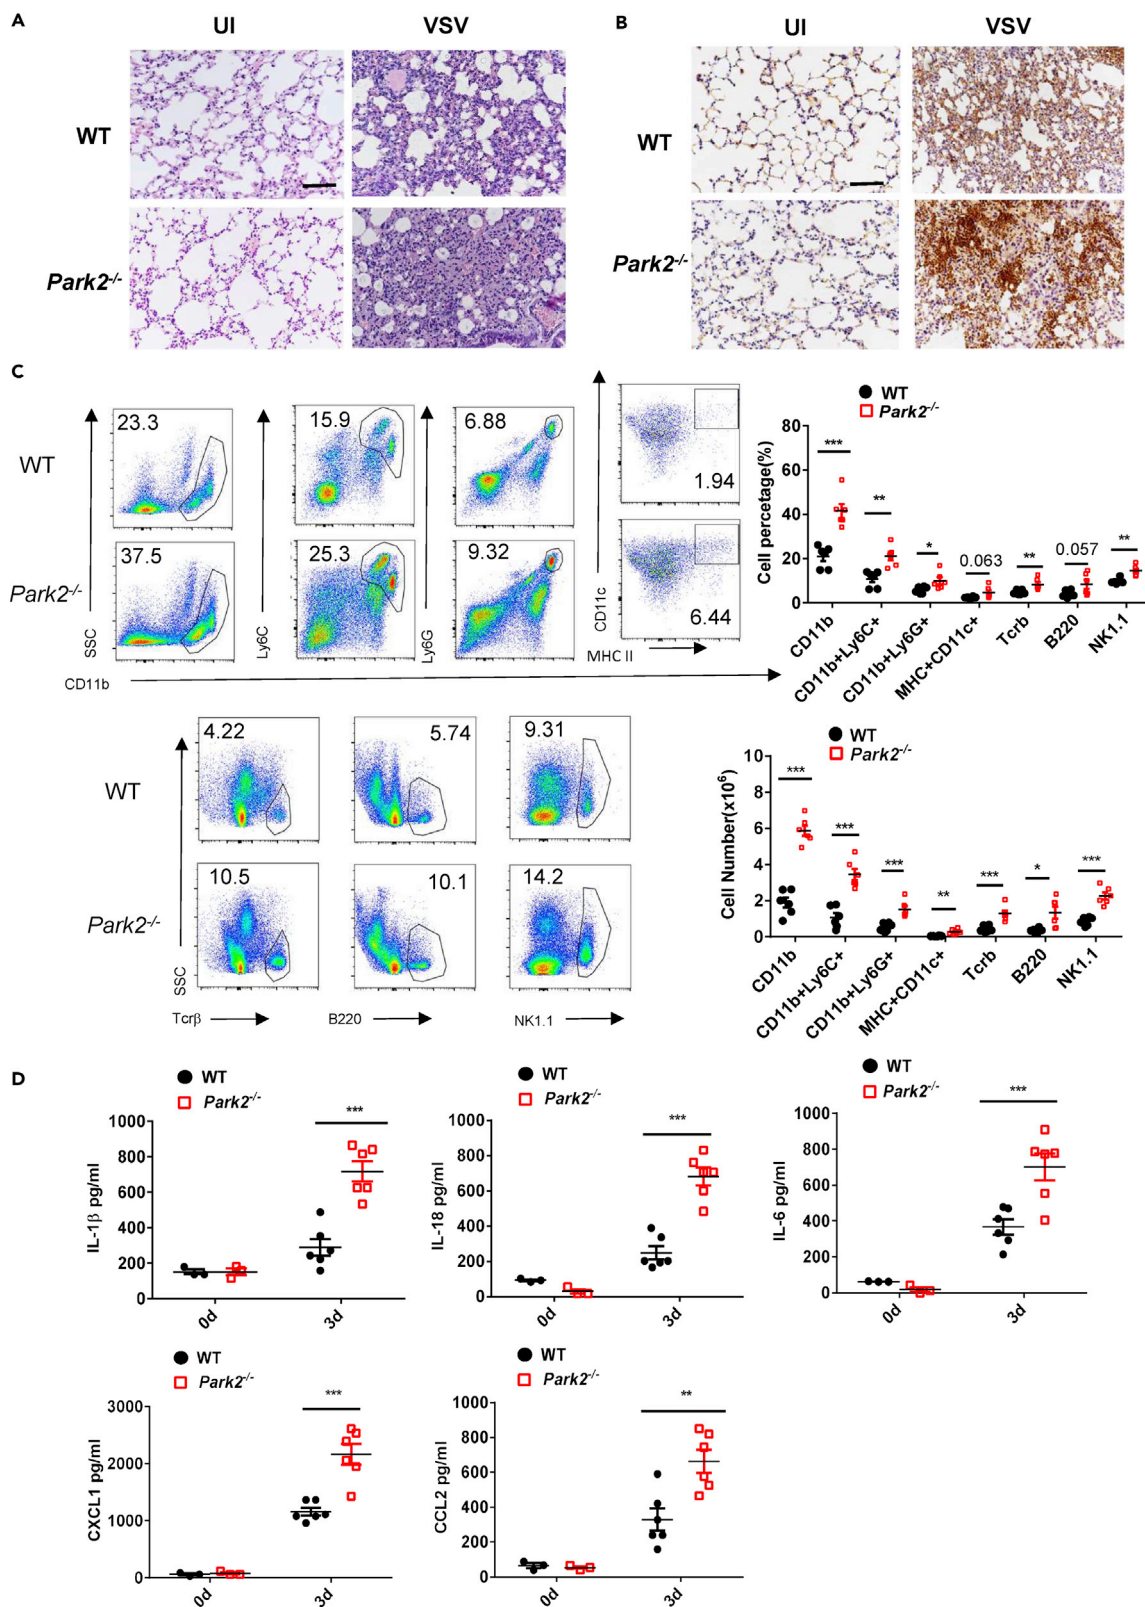 A
UI
VSV
WT
Park2-/-
B
UI
VSV
WT
Park2-/-
C
WT
Park2-/-
SSC
23.3
37.5
CD11b
Ly6C
15.9
25.3
Ly6G
6.88
9.32
CD11c
1.94
6.44
MHC II
WT
Park2-/-
Cell percentage(%)
80
60
40
20
0
***
**
*
0.063
**
0.057
**
CD11b
CD11b+Ly6C+
CD11b+Ly6G+
MHC+CD11c+
Tcrb
B220
NK1.1
WT
Park2-/-
SSC
4.22
5.74
9.31
10.5
10.1
14.2
Tcrβ
B220
NK1.1
WT
Park2-/-
Cell Number(x10⁶)
10
8
6
4
2
0
***
***
***
**
***
*
***
CD11b
CD11b+Ly6C+
CD11b+Ly6G+
MHC+CD11c+
Tcrb
B220
NK1.1
D
WT
Park2-/-
IL-1β pg/ml
1000
800
600
400
200
0
***
0d
3d
WT
Park2-/-
IL-18 pg/ml
1000
800
600
400
200
0
***
0d
3d
WT
Park2-/-
IL-6 pg/ml
1000
800
600
400
200
0
***
0d
3d
WT
Park2-/-
CXCL1 pg/ml
3000
2000
1000
0
***
0d
3d
WT
Park2-/-
CCL2 pg/ml
1000
800
600
400
200
0
**
0d
3d